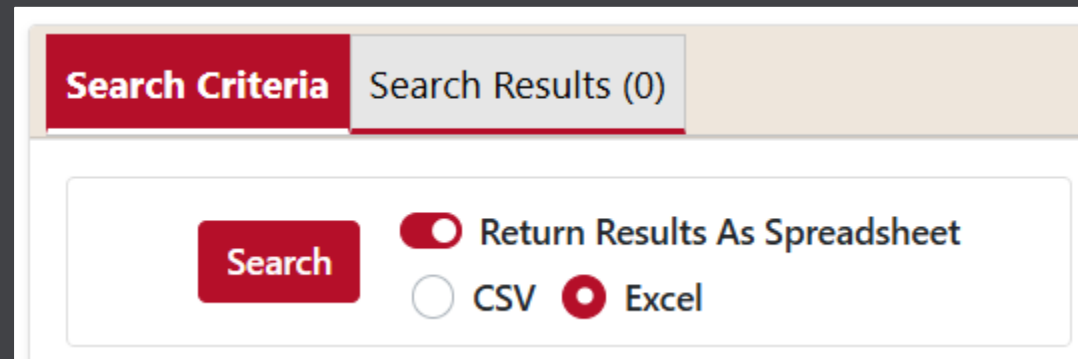 Search Criteria Search Results (0)
Return Results As Spreadsheet
Search
CSV Excel